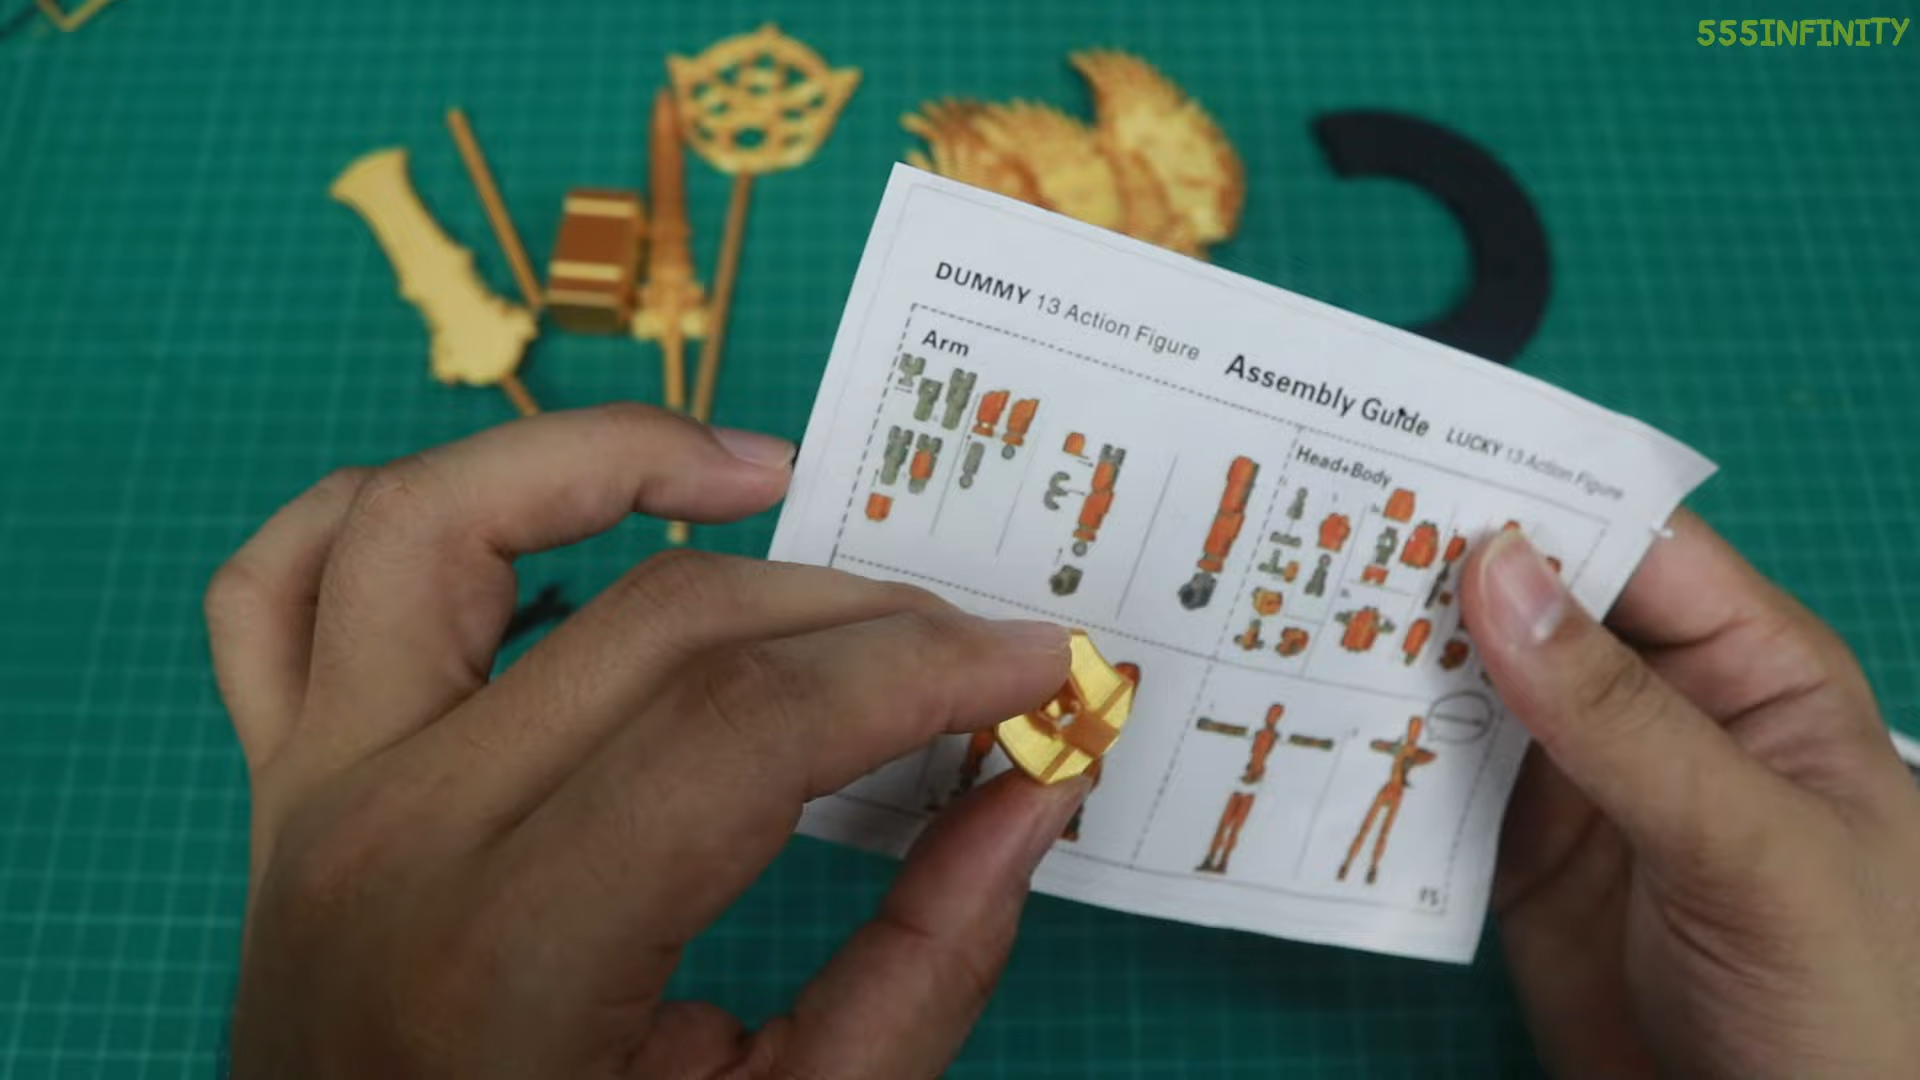 555INFINITY
DUMMY 13 Action Figure Assembly Guide LUCKY 13 Action Figure
Arm
Head+Body